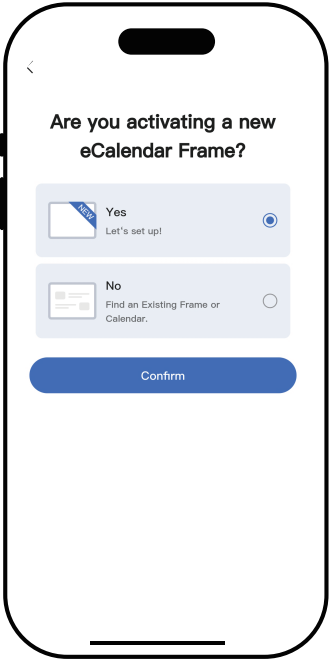 Are you activating a new
eCalendar Frame?
NEW
Yes
Let's set up!
No
Find an Existing Frame or
Calendar.
Confirm